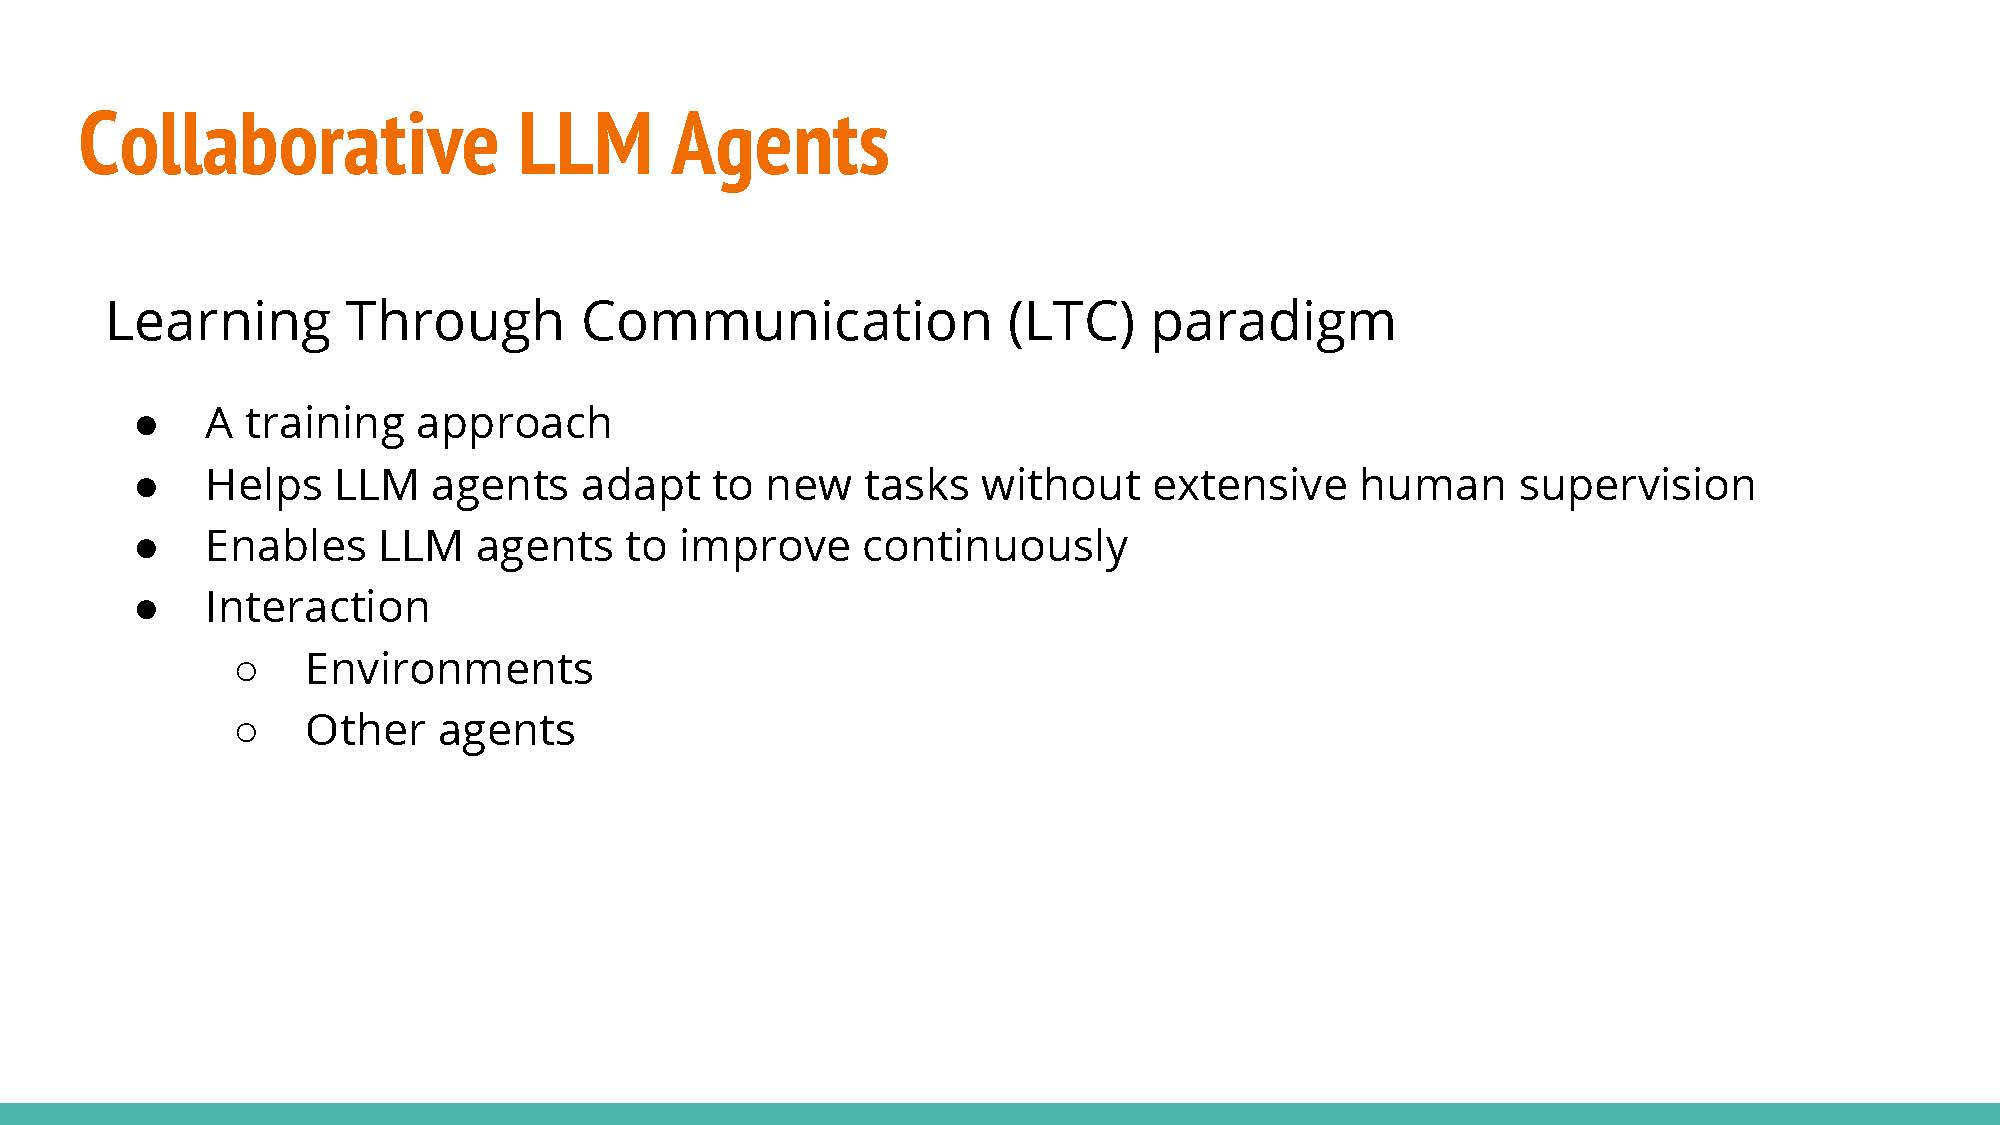 Collaborative LLM Agents
Learning Through Communication (LTC) paradigm
● A training approach
● Helps LLM agents adapt to new tasks without extensive human supervision
● Enables LLM agents to improve continuously
● Interaction
○ Environments
○ Other agents